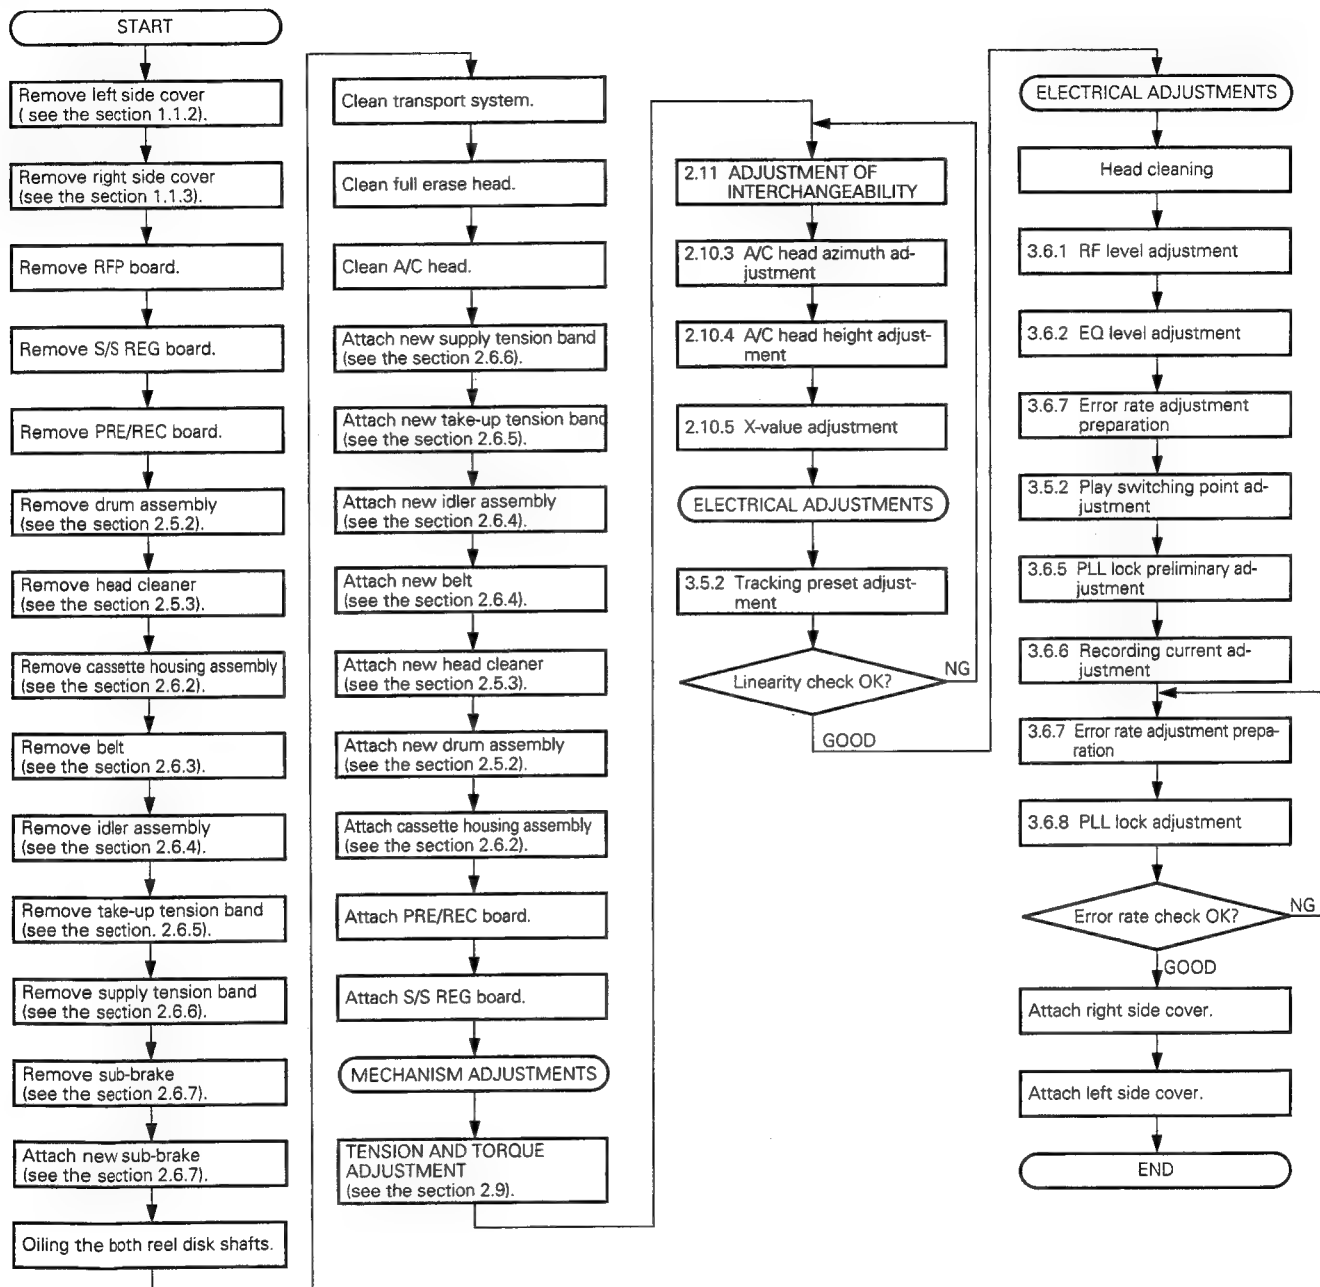 START
Remove left side cover
( see the section 1.1.2).
Remove right side cover
(see the section 1.1.3).
Remove RFP board.
Remove S/S REG board.
Remove PRE/REC board.
Remove drum assembly
(see the section 2.5.2).
Remove head cleaner
(see the section 2.5.3).
Remove cassette housing assembly
(see the section 2.6.2).
Remove belt
(see the section 2.6.3).
Remove idler assembly
(see the section 2.6.4).
Remove take-up tension band
(see the section. 2.6.5).
Remove supply tension band
(see the section 2.6.6).
Remove sub-brake
(see the section 2.6.7).
Attach new sub-brake
(see the section 2.6.7).
Oiling the both reel disk shafts.
Clean transport system.
Clean full erase head.
Clean A/C head.
Attach new supply tension band
(see the section 2.6.6).
Attach new take-up tension band
(see the section 2.6.5).
Attach new idler assembly
(see the section 2.6.4).
Attach new belt
(see the section 2.6.4).
Attach new head cleaner
(see the section 2.5.3).
Attach new drum assembly
(see the section 2.5.2).
Attach cassette housing assembly
(see the section 2.6.2).
Attach PRE/REC board.
Attach S/S REG board.
MECHANISM ADJUSTMENTS
TENSION AND TORQUE
ADJUSTMENT
(see the section 2.9).
2.11 ADJUSTMENT OF
INTERCHANGEABILITY
2.10.3 A/C head azimuth ad-
justment
2.10.4 A/C head height adjust-
ment
2.10.5 X-value adjustment
ELECTRICAL ADJUSTMENTS
3.5.2 Tracking preset adjust-
ment
Linearity check OK?
NG
GOOD
ELECTRICAL ADJUSTMENTS
Head cleaning
3.6.1 RF level adjustment
3.6.2 EQ level adjustment
3.6.7 Error rate adjustment
preparation
3.5.2 Play switching point ad-
justment
3.6.5 PLL lock preliminary ad-
justment
3.6.6 Recording current ad-
justment
3.6.7 Error rate adjustment prepa-
ration
3.6.8 PLL lock adjustment
Error rate check OK?
NG
GOOD
Attach right side cover.
Attach left side cover.
END